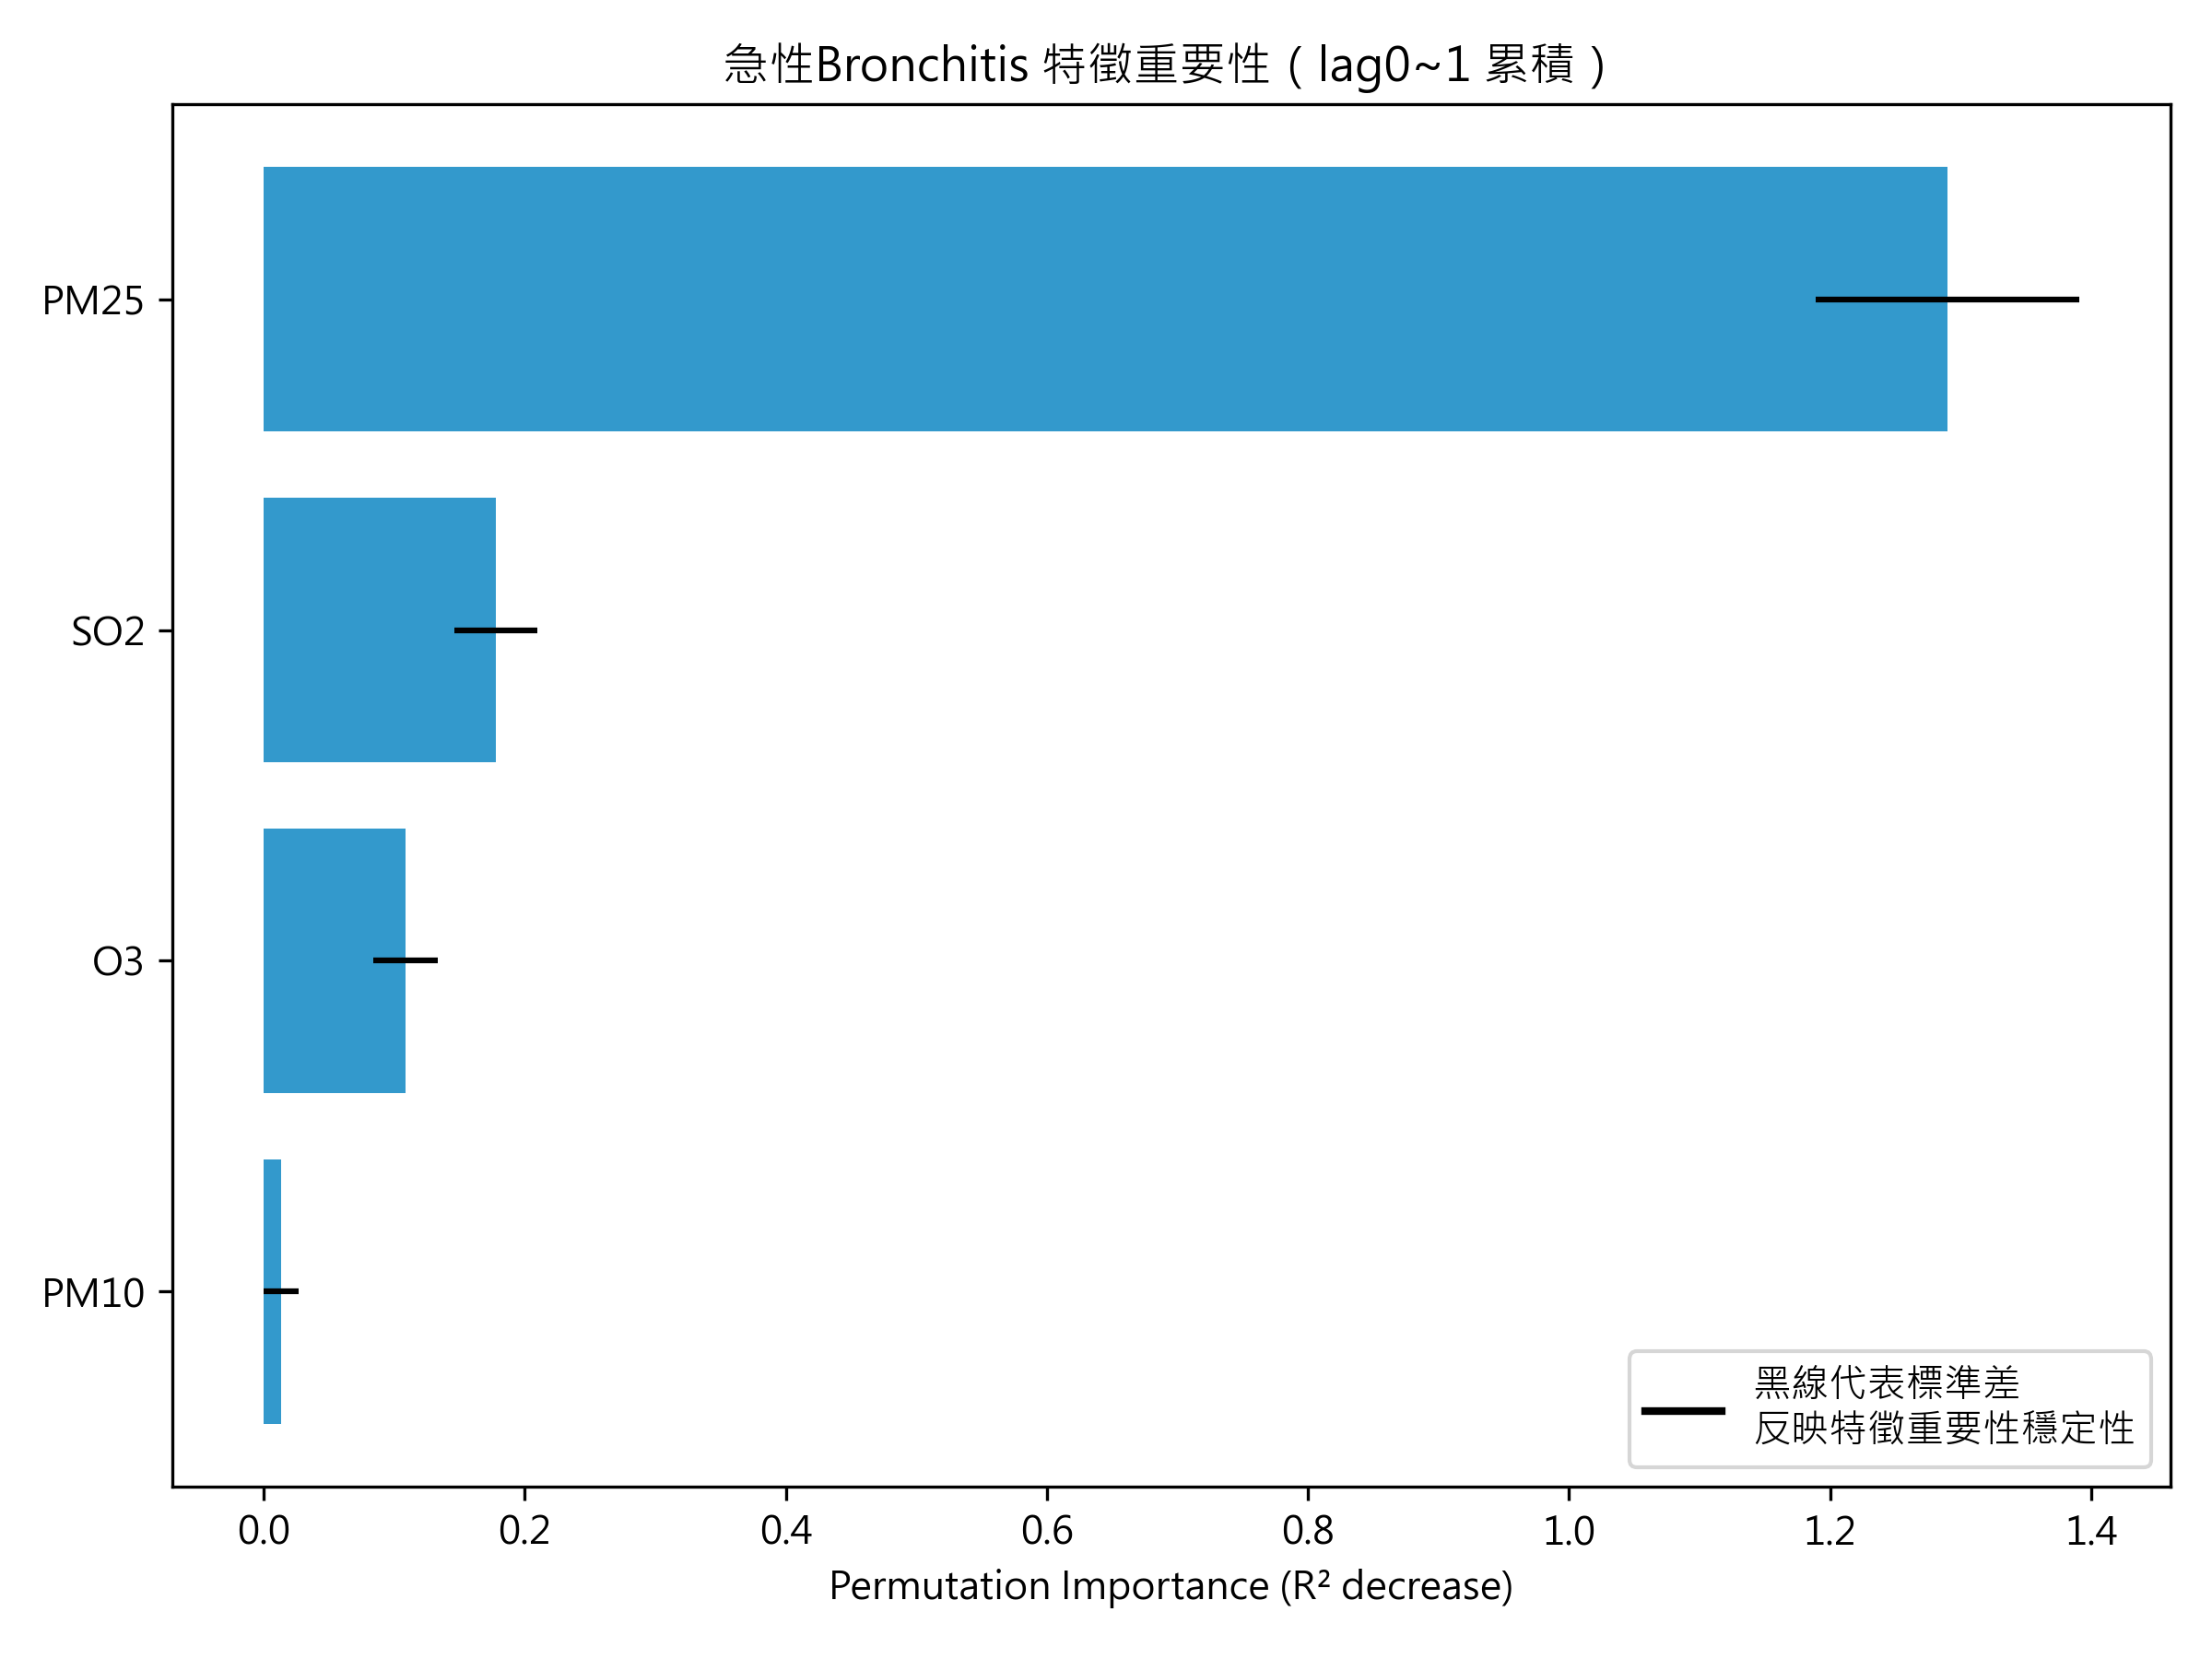 急性Bronchitis 特徵重要性（lag0~1 累積）
PM25
SO2
O3
PM10
黑線代表標準差
反映特徵重要性穩定性
0.0 0.2 0.4 0.6 0.8 1.0 1.2 1.4
Permutation Importance (R² decrease)